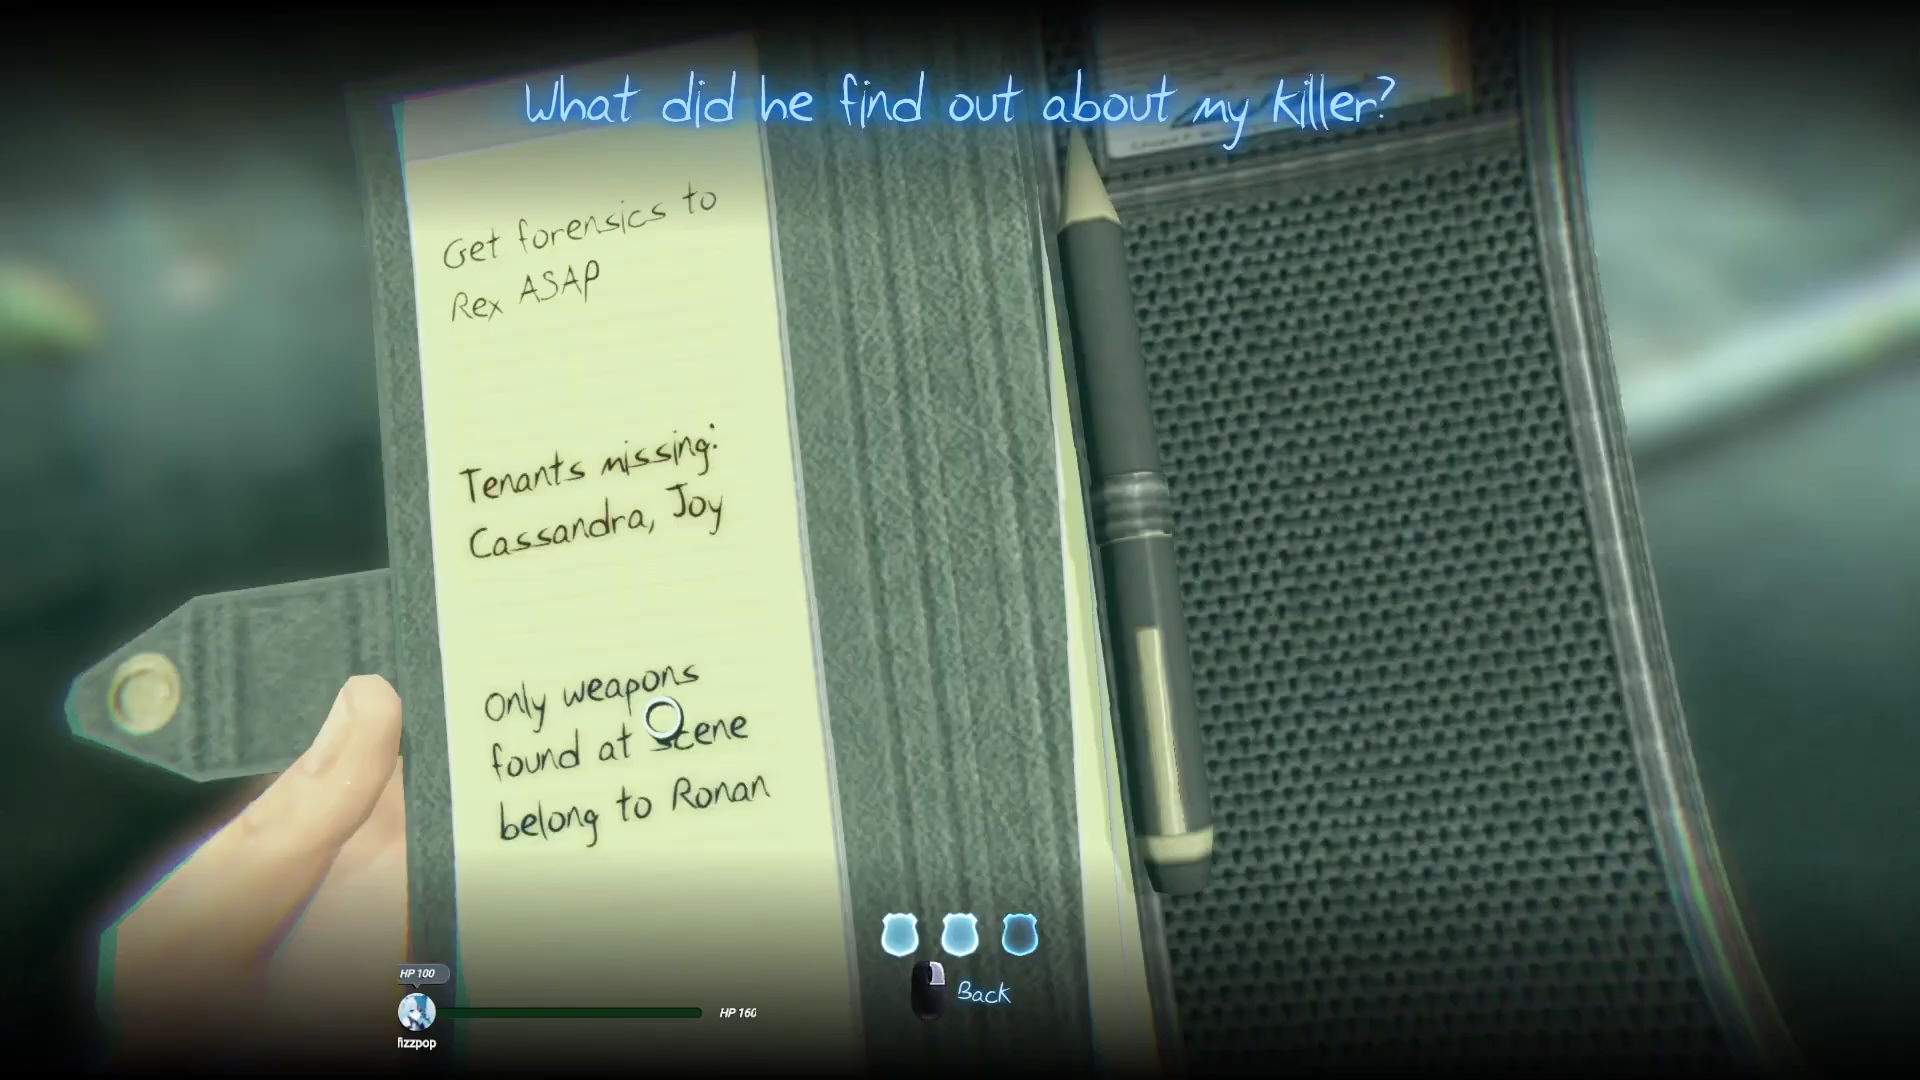 What did he find out about my killer?
Get forensics to
Rex ASAP
Tenants missing:
Cassandra, Joy
Only weapons
found at scene
belong to Ronan
Back
HP 100
HP 160
fizzpop